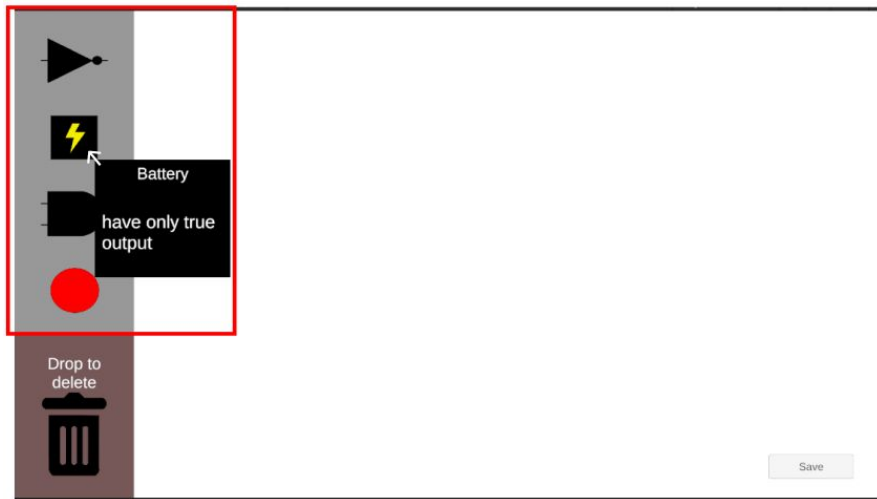 Battery
have only true
output
Drop to
delete
Save